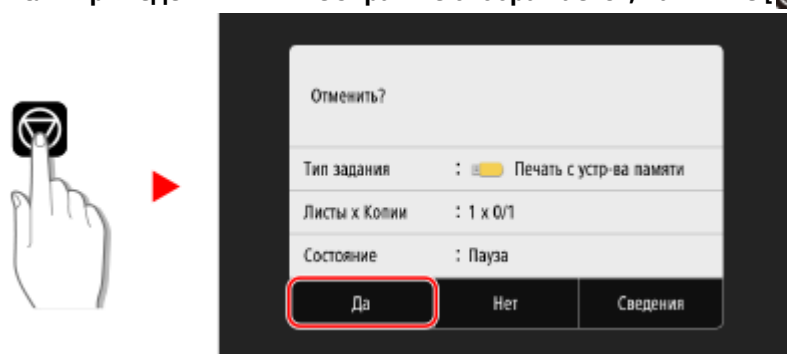 Отменить?
Тип задания : Печать с устр-ва памяти
Листы x Копии : 1 x 0/1
Состояние : Пауза
Да Нет Сведения